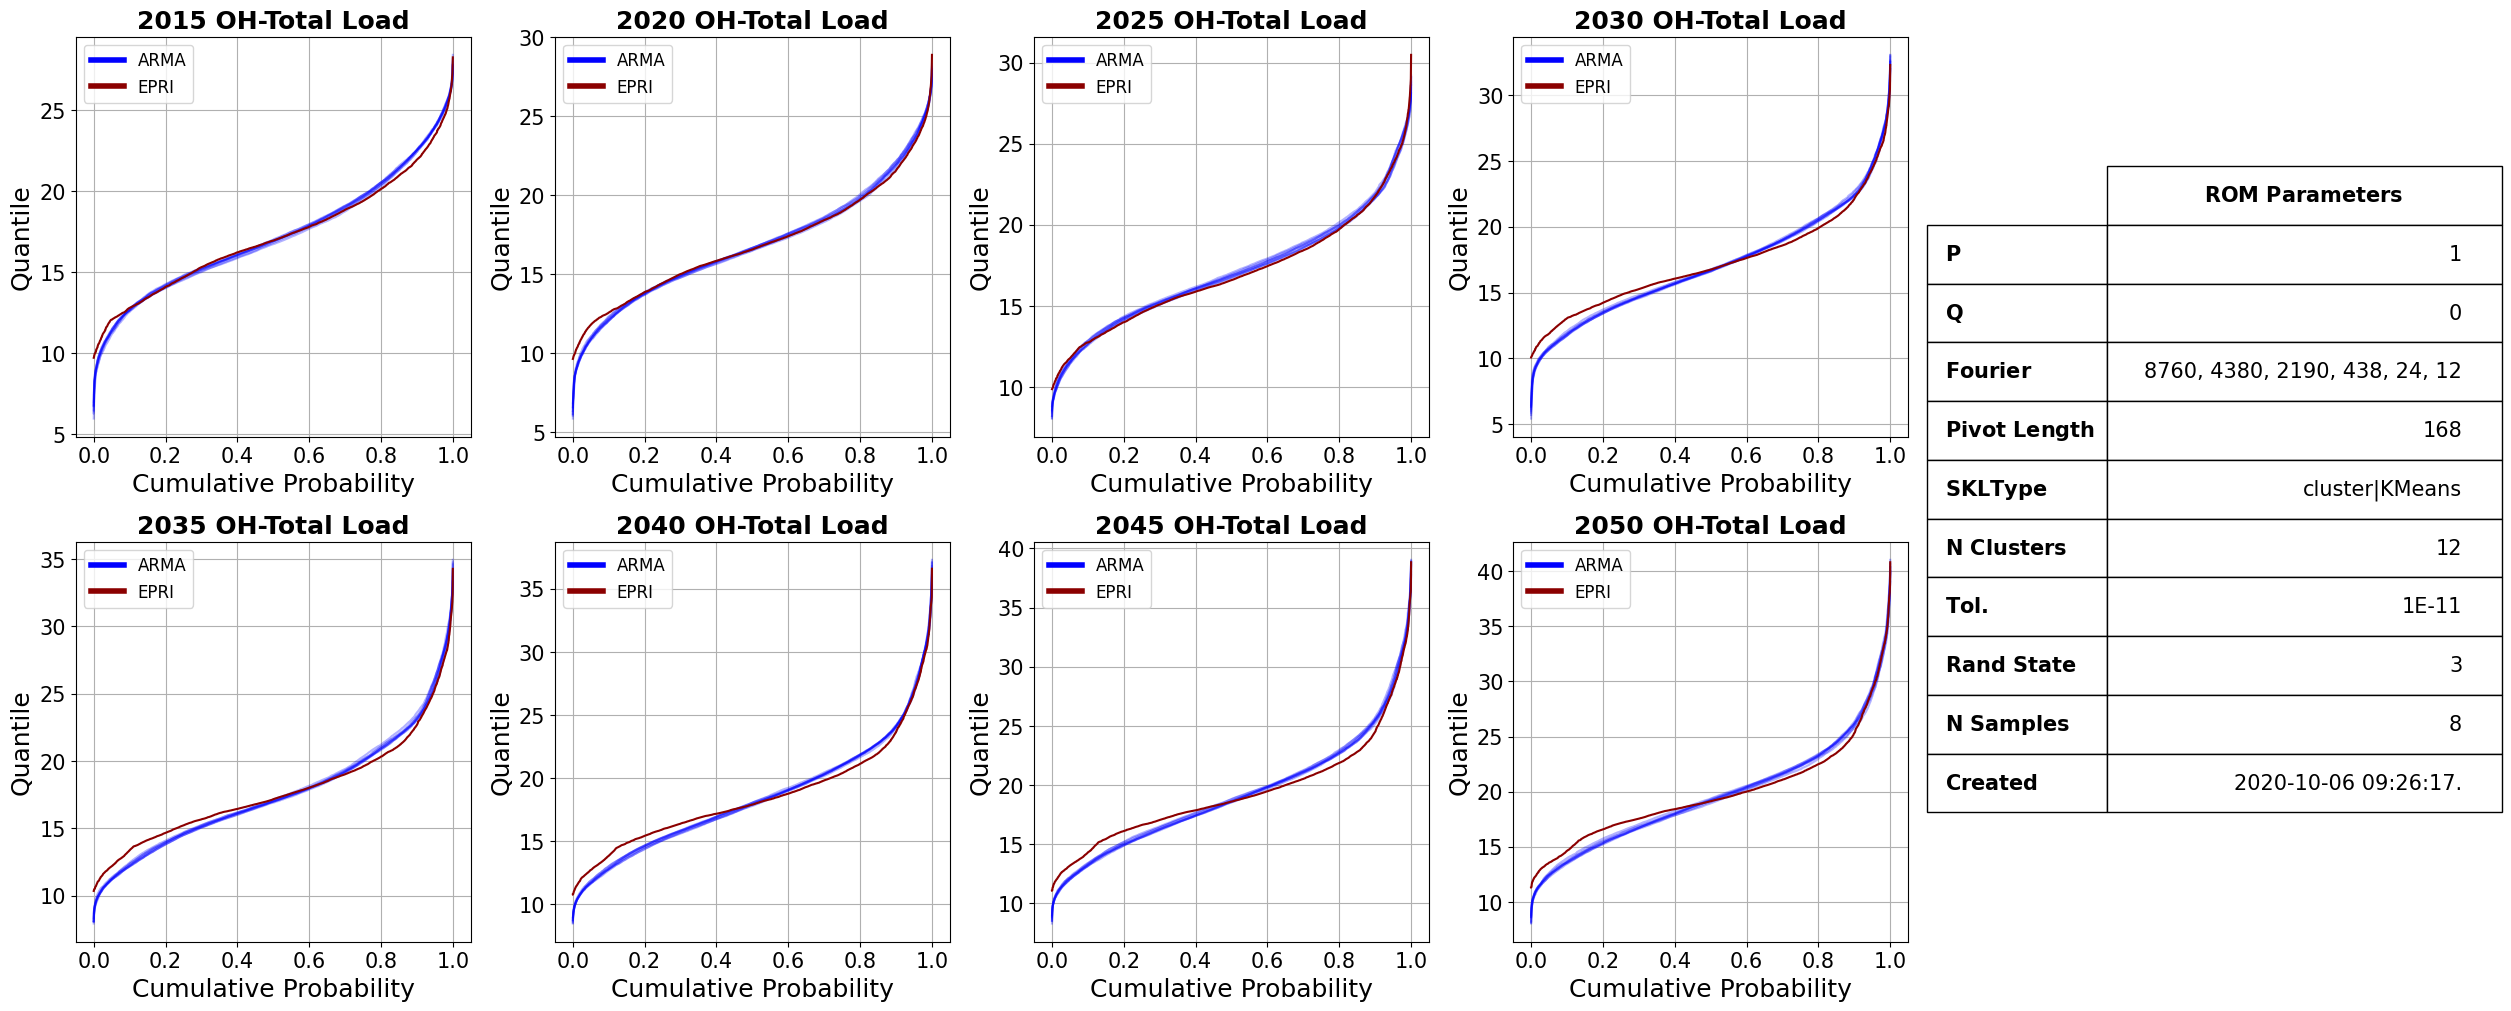 2015 OH-Total Load
ARMA
EPRI
Quantile
25
20
15
10
5
0.0 0.2 0.4 0.6 0.8 1.0
Cumulative Probability
2020 OH-Total Load
ARMA
EPRI
Quantile
30
25
20
15
10
5
0.0 0.2 0.4 0.6 0.8 1.0
Cumulative Probability
2025 OH-Total Load
ARMA
EPRI
Quantile
30
25
20
15
10
0.0 0.2 0.4 0.6 0.8 1.0
Cumulative Probability
2030 OH-Total Load
ARMA
EPRI
Quantile
30
25
20
15
10
5
0.0 0.2 0.4 0.6 0.8 1.0
Cumulative Probability
2035 OH-Total Load
ARMA
EPRI
Quantile
35
30
25
20
15
10
0.0 0.2 0.4 0.6 0.8 1.0
Cumulative Probability
2040 OH-Total Load
ARMA
EPRI
Quantile
35
30
25
20
15
10
0.0 0.2 0.4 0.6 0.8 1.0
Cumulative Probability
2045 OH-Total Load
ARMA
EPRI
Quantile
40
35
30
25
20
15
10
0.0 0.2 0.4 0.6 0.8 1.0
Cumulative Probability
2050 OH-Total Load
ARMA
EPRI
Quantile
40
35
30
25
20
15
10
0.0 0.2 0.4 0.6 0.8 1.0
Cumulative Probability
ROM Parameters
P 1
Q 0
Fourier 8760, 4380, 2190, 438, 24, 12
Pivot Length 168
SKLType cluster|KMeans
N Clusters 12
Tol. 1E-11
Rand State 3
N Samples 8
Created 2020-10-06 09:26:17.